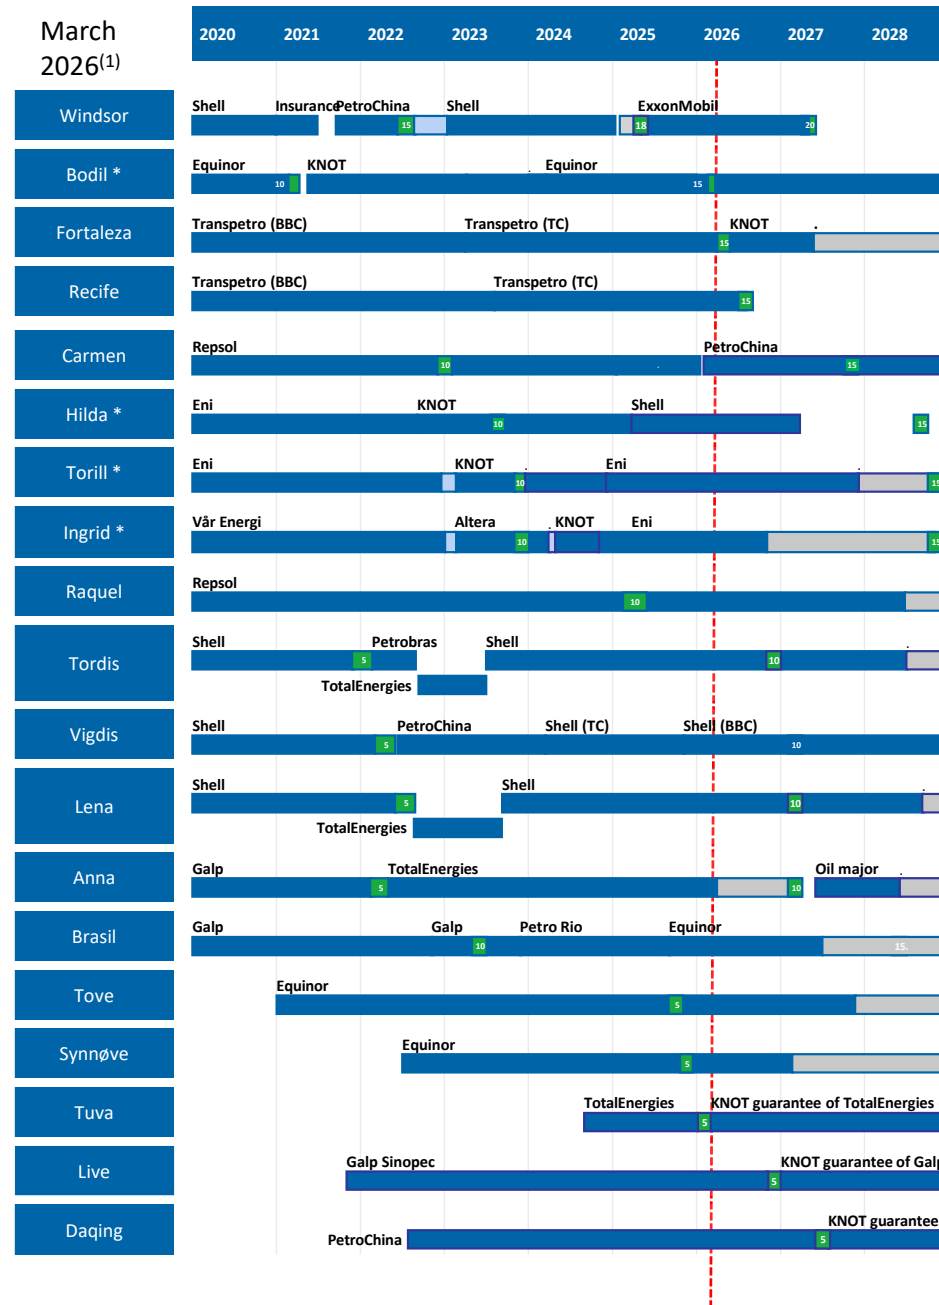 March
2026(1)
2020 2021 2022 2023 2024 2025 2026 2027 2028
Windsor
Shell Insurance PetroChina Shell ExxonMobil
15 18 20
Bodil *
Equinor KNOT Equinor
10 15
Fortaleza
Transpetro (BBC) Transpetro (TC) KNOT
15
Recife
Transpetro (BBC) Transpetro (TC)
15
Carmen
Repsol PetroChina
10 15
Hilda *
Eni KNOT Shell
10 15
Torill *
Eni KNOT Eni
10 15
Ingrid *
Vår Energi Altera KNOT Eni
10 15
Raquel
Repsol
10
Tordis
Shell Petrobras Shell
5 10
TotalEnergies
Vigdis
Shell PetroChina Shell (TC) Shell (BBC)
5 10
Lena
Shell Shell
5 10
TotalEnergies
Anna
Galp TotalEnergies Oil major
5 10
Brasil
Galp Galp Petro Rio Equinor
10 15
Tove
Equinor
5
Synnøve
Equinor
5
Tuva
TotalEnergies KNOT guarantee of TotalEnergies
5
Live
Galp Sinopec KNOT guarantee of Galp
5
Daqing
KNOT guarantee
PetroChina 5